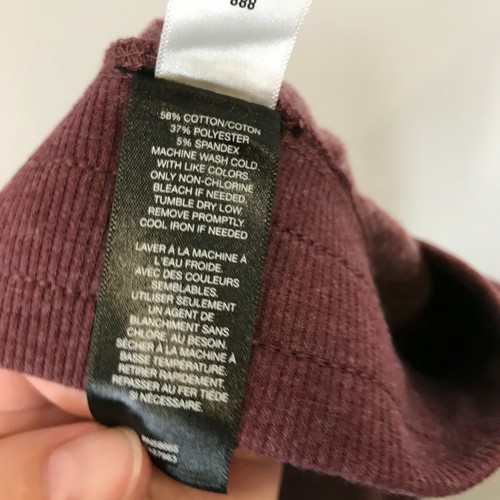 888
58% COTTON/COTON
37% POLYESTER
5% SPANDEX
MACHINE WASH COLD
WITH LIKE COLORS.
ONLY NON-CHLORINE
BLEACH IF NEEDED.
TUMBLE DRY LOW.
REMOVE PROMPTLY.
COOL IRON IF NEEDED
LAVER À LA MACHINE À
L'EAU FROIDE.
AVEC DES COULEURS
SEMBLABLES.
UTILISER SEULEMENT
UN AGENT DE
BLANCHIMENT SANS
CHLORE, AU BESOIN.
SÉCHER À LA MACHINE À
BASSE TEMPÉRATURE.
RETIRER RAPIDEMENT.
REPASSER AU FER TIÈDE
SI NÉCESSAIRE.